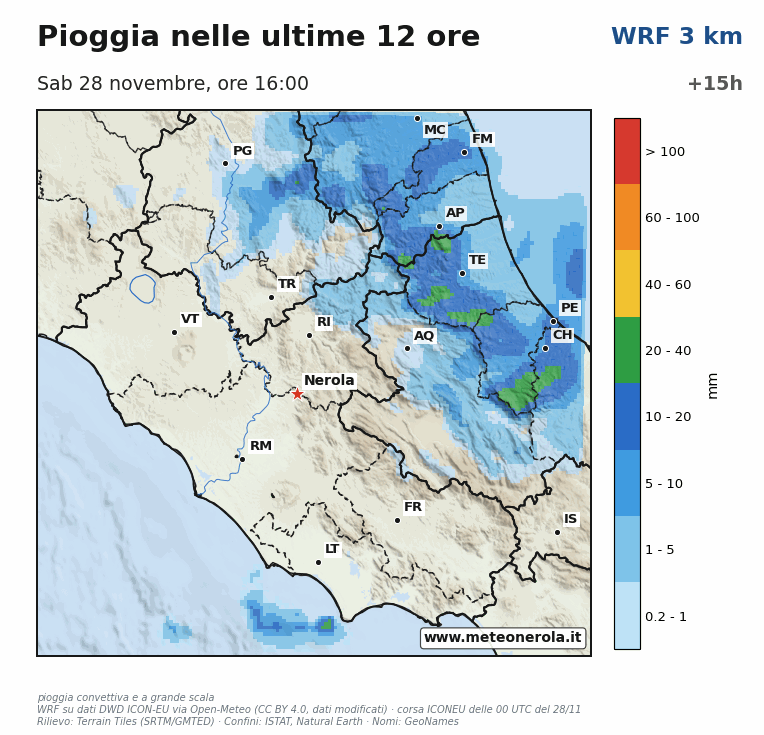 Pioggia nelle ultime 12 ore
WRF 3 km
Sab 28 novembre, ore 16:00
+15h
MC
FM
PG
AP
TE
TR
PE
VT
RI
AQ
CH
Nerola
RM
FR
IS
LT
www.meteonerola.it
> 100
60 - 100
40 - 60
20 - 40
10 - 20
5 - 10
1 - 5
0.2 - 1
mm
pioggia convettiva e a grande scala
WRF su dati DWD ICON-EU via Open-Meteo (CC BY 4.0, dati modificati) · corsa ICONEU delle 00 UTC del 28/11
Rilievo: Terrain Tiles (SRTM/GMTED) · Confini: ISTAT, Natural Earth · Nomi: GeoNames